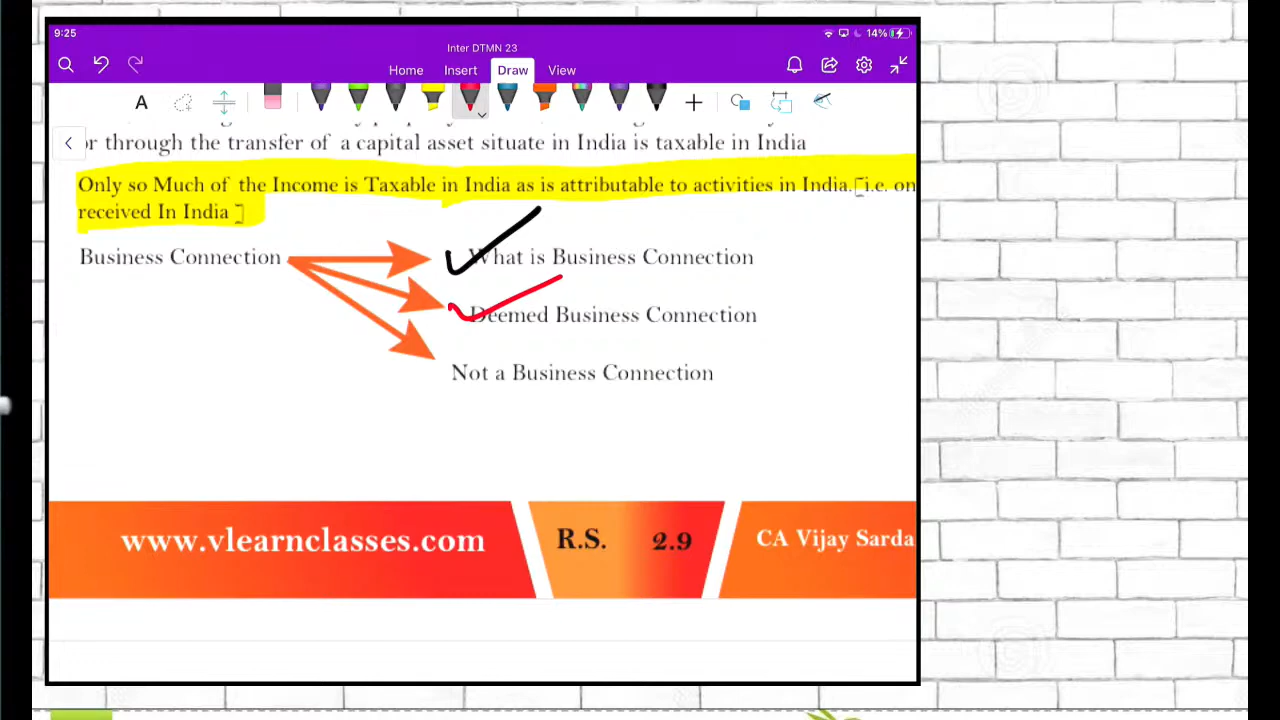 9:25
14%
Inter DTMN 23
Home Insert Draw View
A
or through the transfer of a capital asset situate in India is taxable in India
Only so Much of the Income is Taxable in India as is attributable to activities in India. [i.e. on
received In India ]
Business Connection
What is Business Connection
Deemed Business Connection
Not a Business Connection
www.vlearnclasses.com R.S. 2.9 CA Vijay Sarda